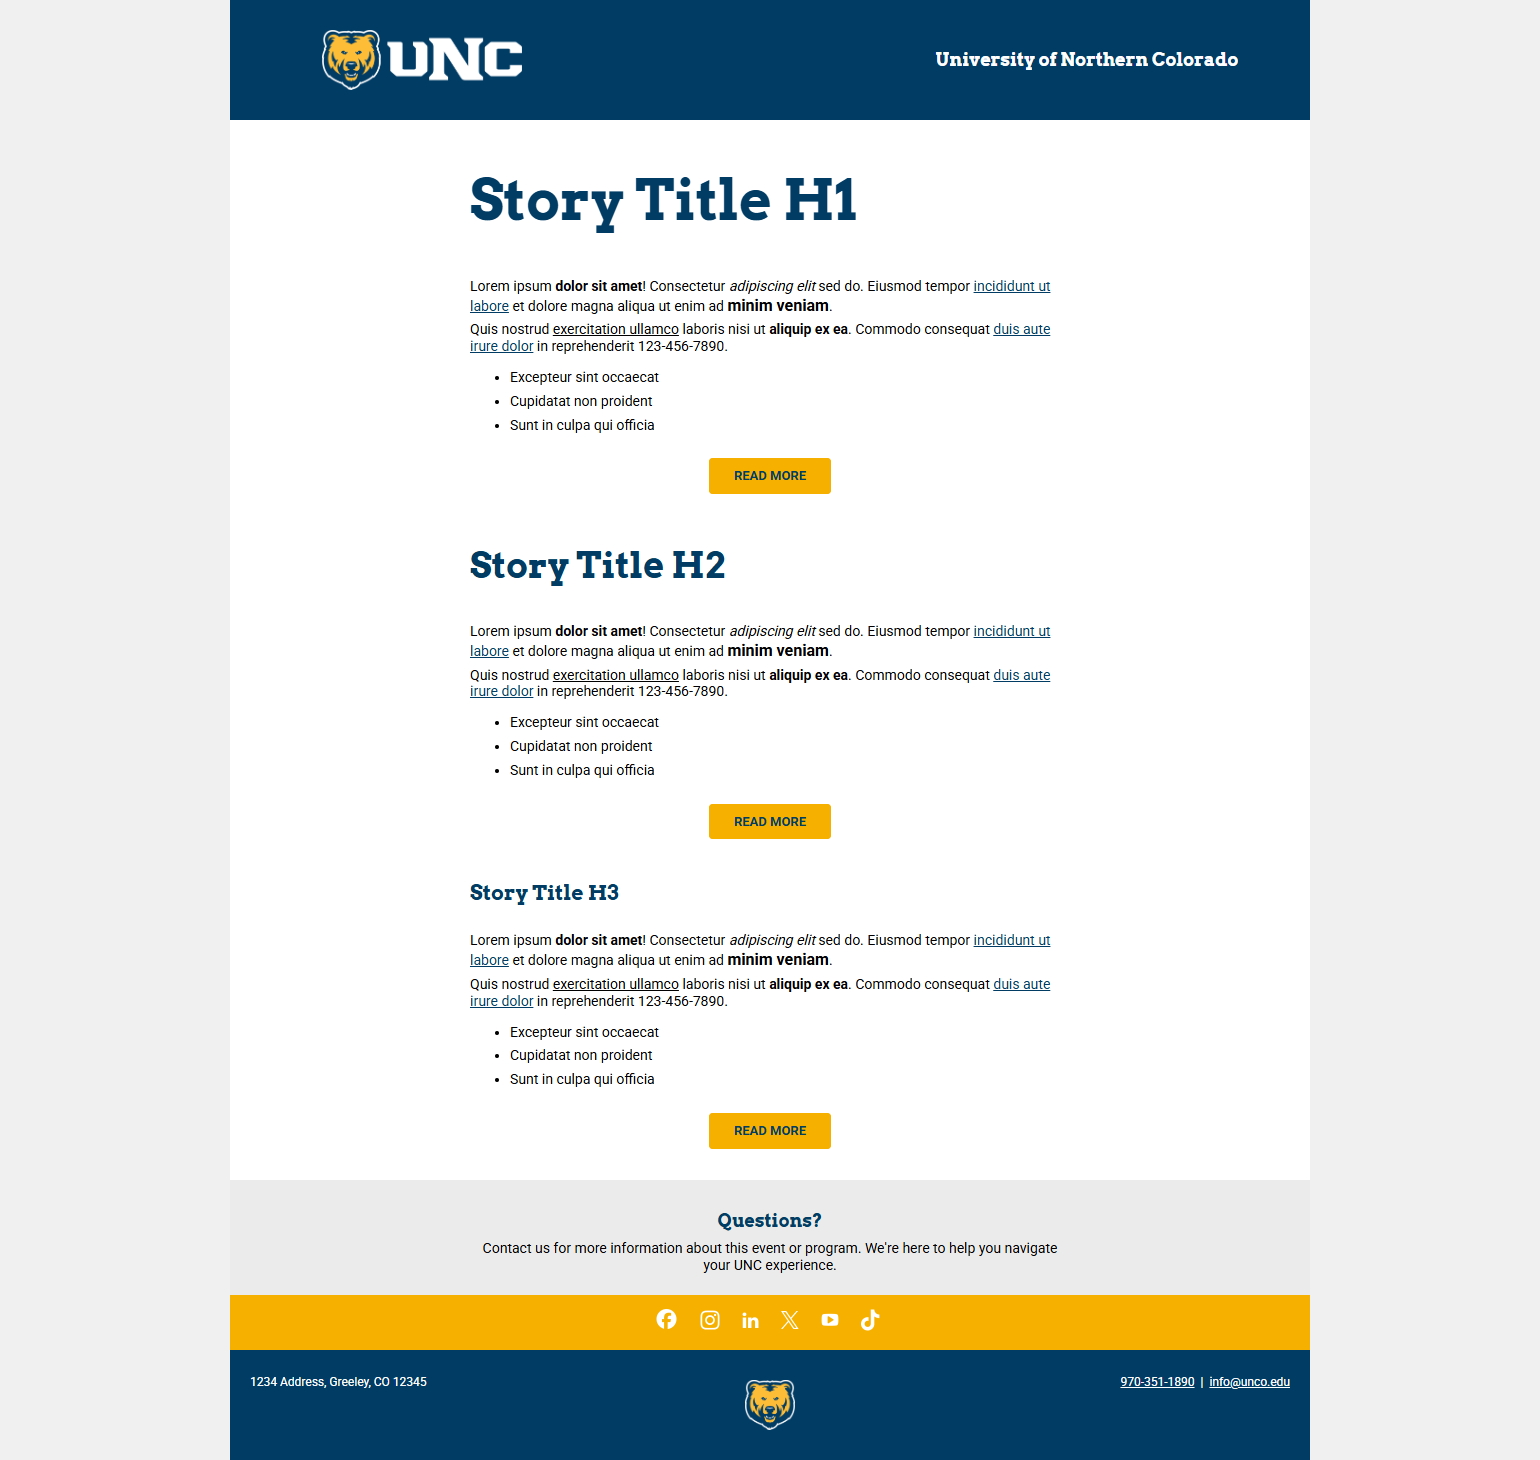 UNC
University of Northern Colorado
Story Title H1
Lorem ipsum dolor sit amet! Consectetur adipiscing elit sed do. Eiusmod tempor incididunt ut
labore et dolore magna aliqua ut enim ad minim veniam.
Quis nostrud exercitation ullamco laboris nisi ut aliquip ex ea. Commodo consequat duis aute
irure dolor in reprehenderit 123-456-7890.
• Excepteur sint occaecat
• Cupidatat non proident
• Sunt in culpa qui officia
READ MORE
Story Title H2
Lorem ipsum dolor sit amet! Consectetur adipiscing elit sed do. Eiusmod tempor incididunt ut
labore et dolore magna aliqua ut enim ad minim veniam.
Quis nostrud exercitation ullamco laboris nisi ut aliquip ex ea. Commodo consequat duis aute
irure dolor in reprehenderit 123-456-7890.
• Excepteur sint occaecat
• Cupidatat non proident
• Sunt in culpa qui officia
READ MORE
Story Title H3
Lorem ipsum dolor sit amet! Consectetur adipiscing elit sed do. Eiusmod tempor incididunt ut
labore et dolore magna aliqua ut enim ad minim veniam.
Quis nostrud exercitation ullamco laboris nisi ut aliquip ex ea. Commodo consequat duis aute
irure dolor in reprehenderit 123-456-7890.
• Excepteur sint occaecat
• Cupidatat non proident
• Sunt in culpa qui officia
READ MORE
Questions?
Contact us for more information about this event or program. We're here to help you navigate
your UNC experience.
1234 Address, Greeley, CO 12345
970-351-1890 | info@unco.edu